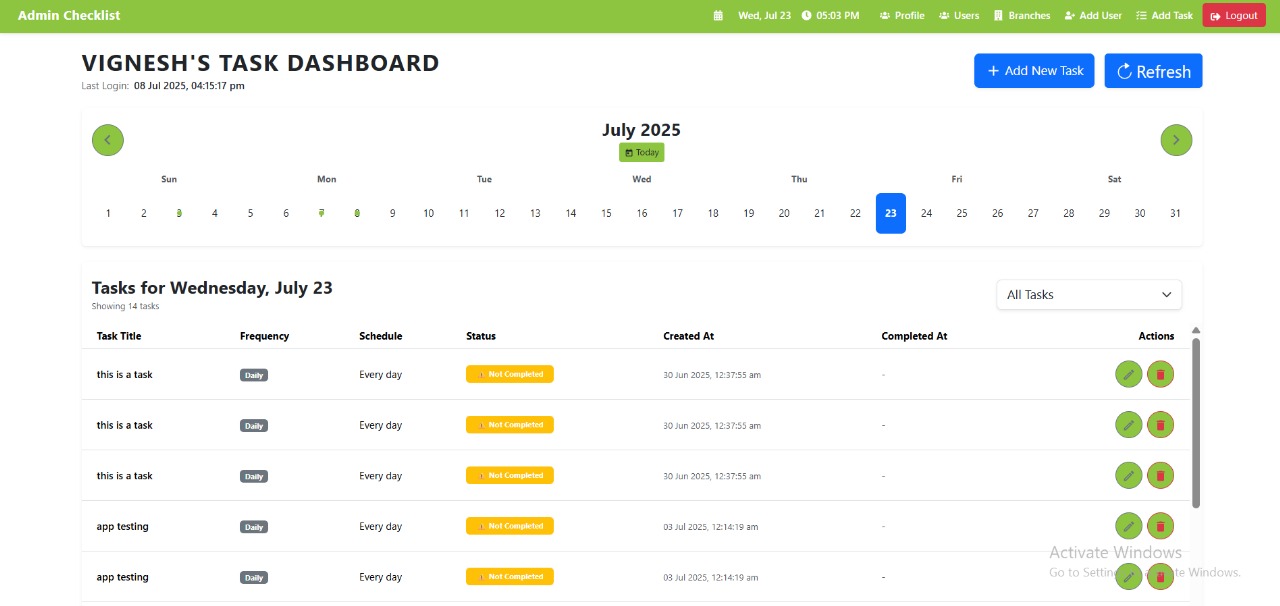 Admin Checklist Wed, Jul 23 05:03 PM Profile Users Branches Add User Add Task Logout
VIGNESH'S TASK DASHBOARD
Last Login: 08 Jul 2025, 04:15:17 pm
+ Add New Task Refresh
July 2025
Today
Sun Mon Tue Wed Thu Fri Sat
1 2 3 4 5 6 7 8 9 10 11 12 13 14 15 16 17 18 19 20 21 22 23 24 25 26 27 28 29 30 31
Tasks for Wednesday, July 23
Showing 14 tasks
All Tasks
Task Title Frequency Schedule Status Created At Completed At Actions
this is a task Daily Every day Not Completed 30 Jun 2025, 12:37:55 am -
this is a task Daily Every day Not Completed 30 Jun 2025, 12:37:55 am -
this is a task Daily Every day Not Completed 30 Jun 2025, 12:37:55 am -
app testing Daily Every day Not Completed 03 Jul 2025, 12:14:19 am -
Activate Windows
app testing Daily Every day Not Completed 03 Jul 2025, 12:14:19 am -
Go to Windows.